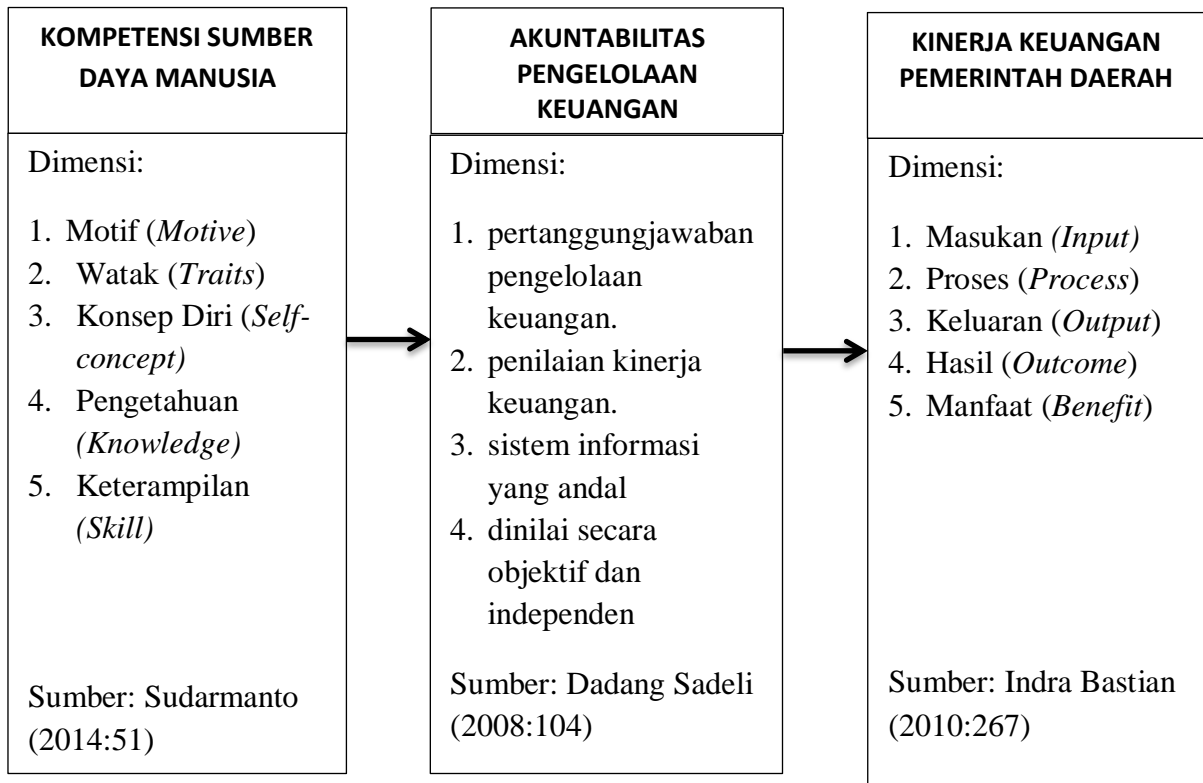 KOMPETENSI SUMBER
DAYA MANUSIA
Dimensi:
1. Motif (Motive)
2. Watak (Traits)
3. Konsep Diri (Self-
concept)
4. Pengetahuan
(Knowledge)
5. Keterampilan
(Skill)
Sumber: Sudarmanto
(2014:51)
AKUNTABILITAS
PENGELOLAAN
KEUANGAN
Dimensi:
1. pertanggungjawaban
pengelolaan
keuangan.
2. penilaian kinerja
keuangan.
3. sistem informasi
yang andal
4. dinilai secara
objektif dan
independen
Sumber: Dadang Sadeli
(2008:104)
KINERJA KEUANGAN
PEMERINTAH DAERAH
Dimensi:
1. Masukan (Input)
2. Proses (Process)
3. Keluaran (Output)
4. Hasil (Outcome)
5. Manfaat (Benefit)
Sumber: Indra Bastian
(2010:267)